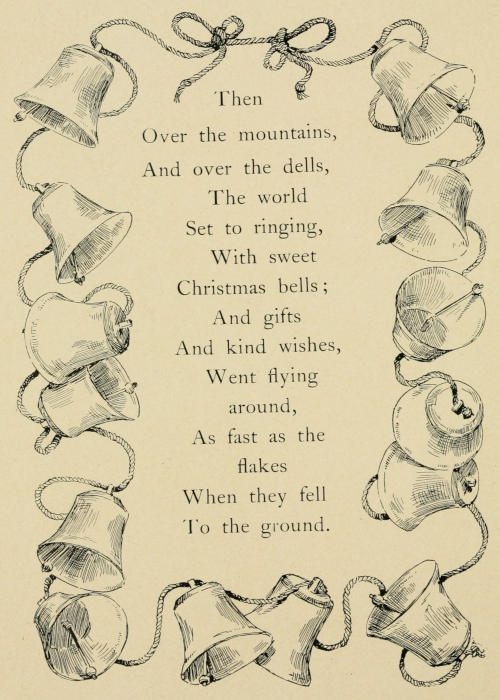 Then
Over the mountains,
And over the dells,
The world
Set to ringing,
With sweet
Christmas bells;
And gifts
And kind wishes,
Went flying
around,
As fast as the
flakes
When they fell
To the ground.